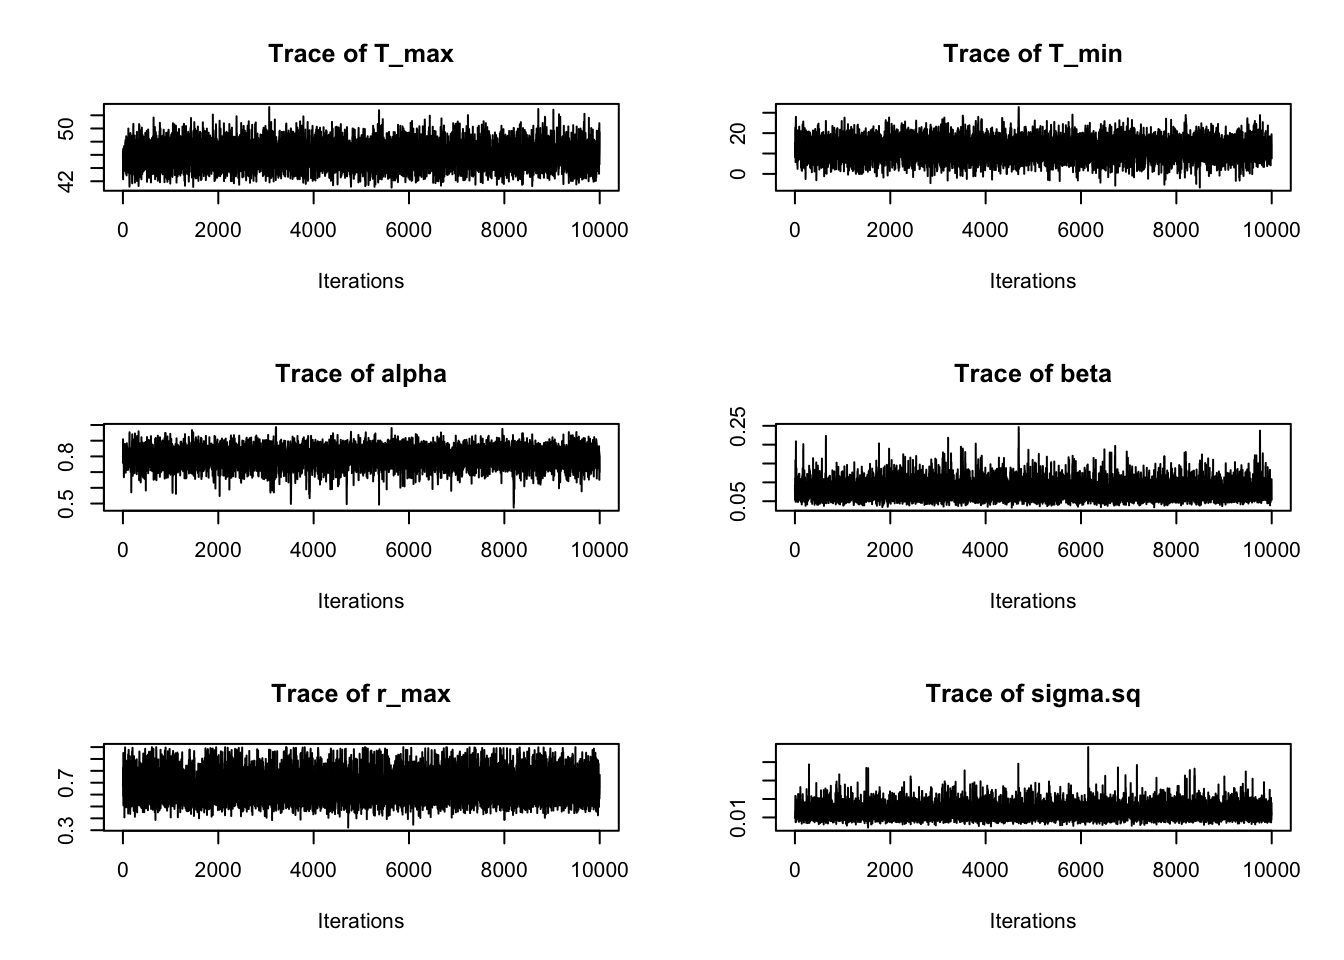 Trace of T_max
50
42
0 2000 4000 6000 8000 10000
Iterations
Trace of T_min
20
0
0 2000 4000 6000 8000 10000
Iterations
Trace of alpha
0.8
0.5
0 2000 4000 6000 8000 10000
Iterations
Trace of beta
0.25
0.05
0 2000 4000 6000 8000 10000
Iterations
Trace of r_max
0.7
0.3
0 2000 4000 6000 8000 10000
Iterations
Trace of sigma.sq
0.01
0 2000 4000 6000 8000 10000
Iterations